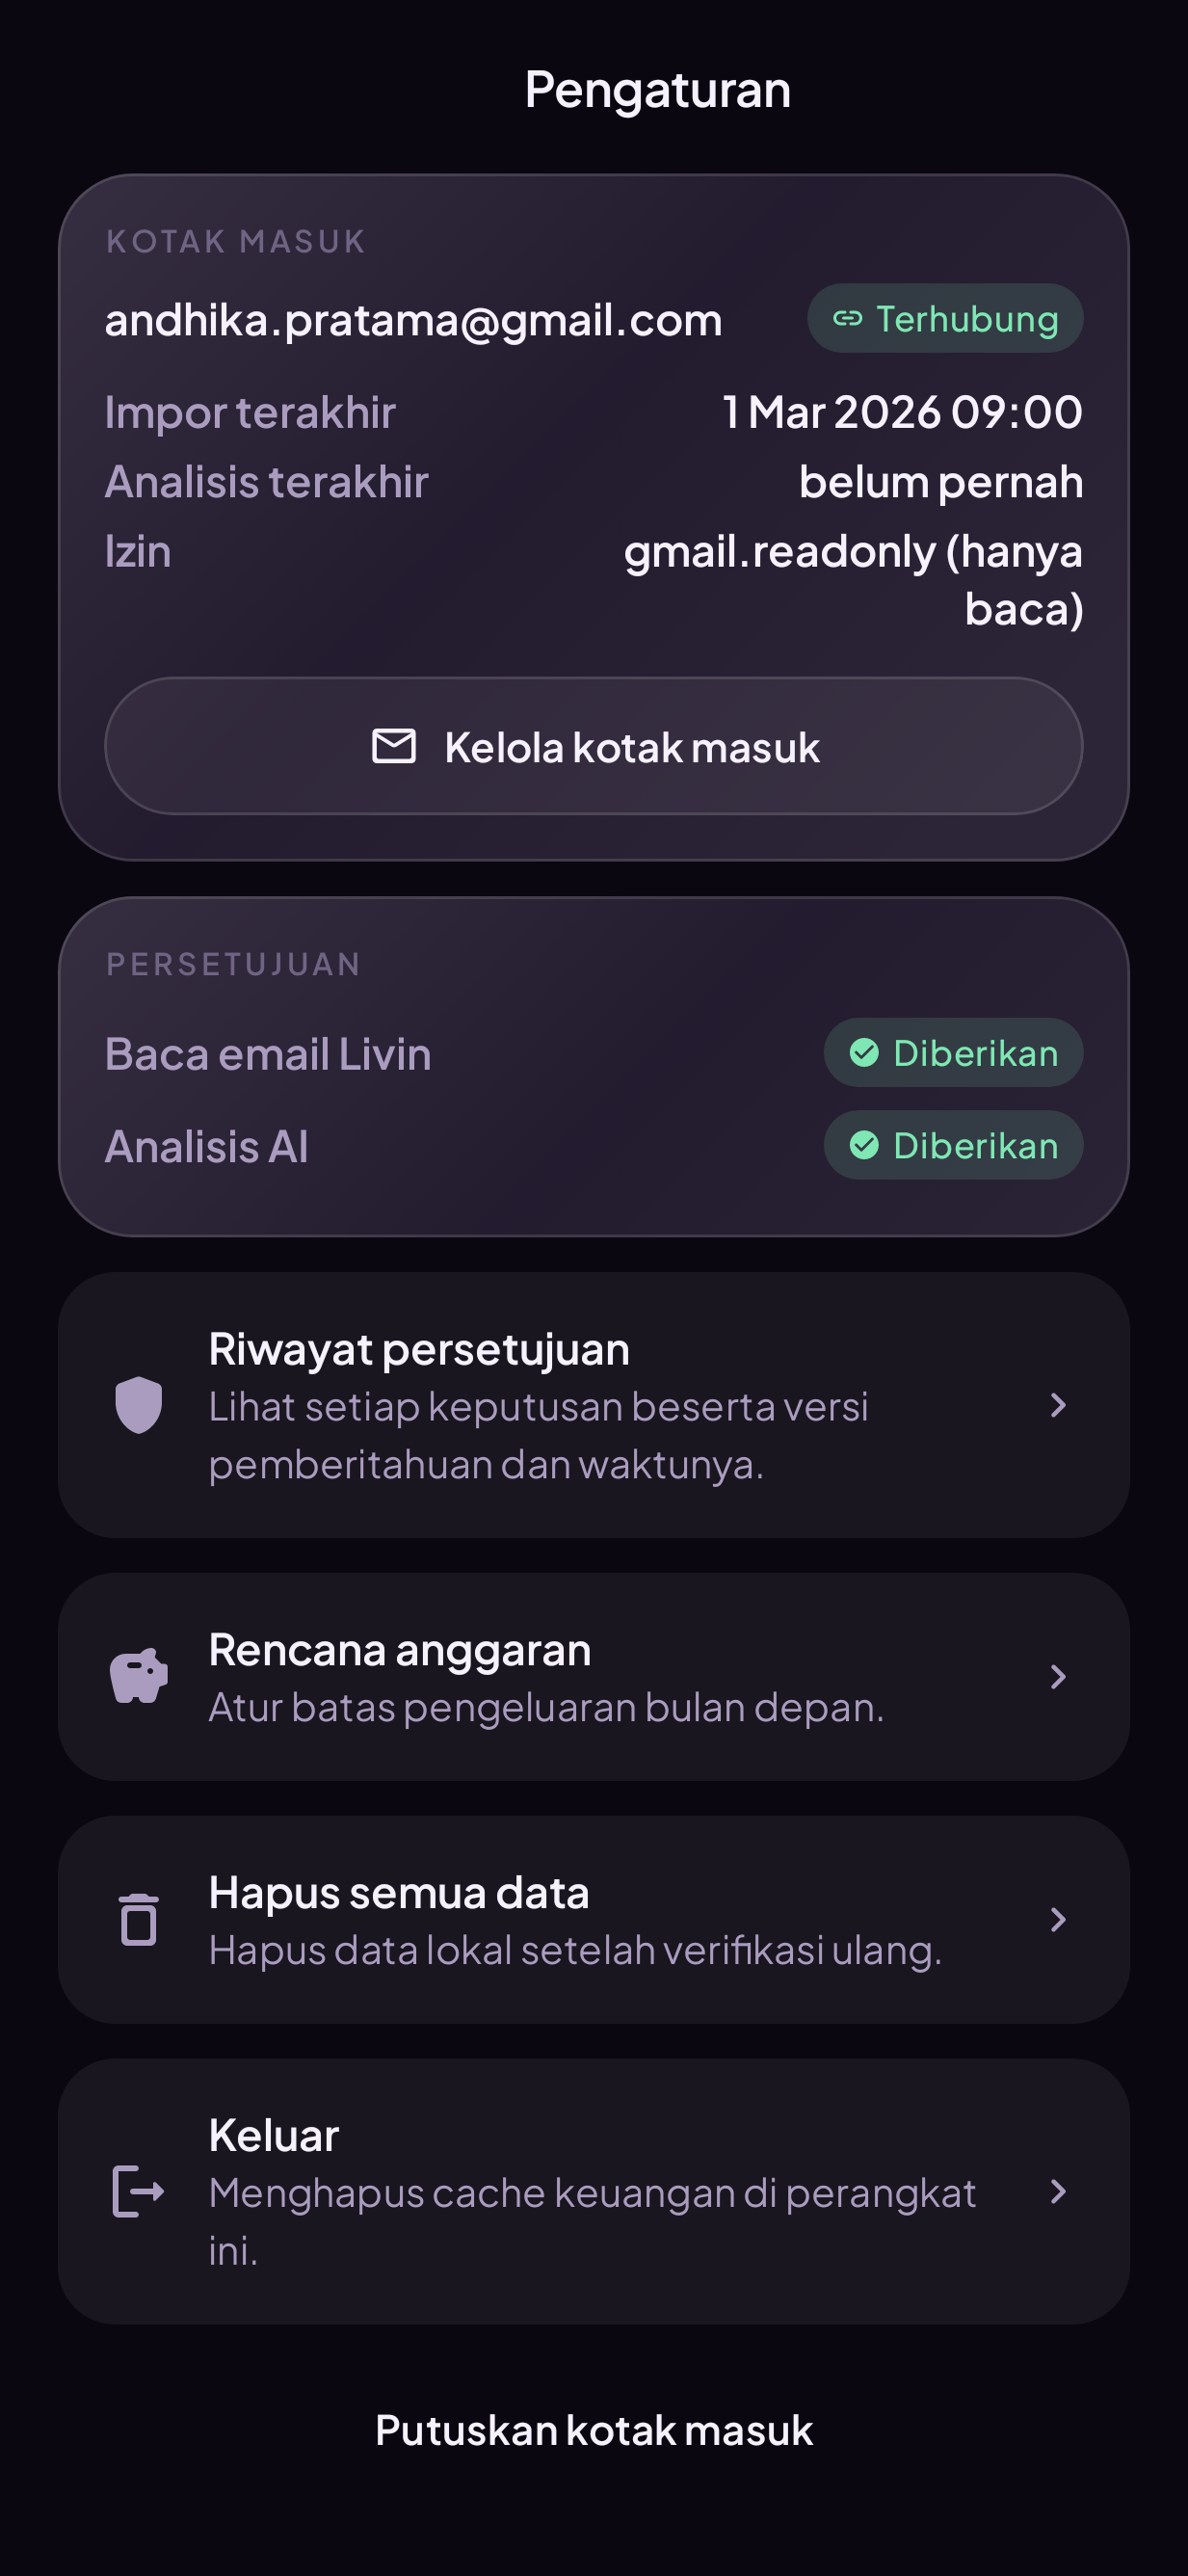 Pengaturan
KOTAK MASUK
andhika.pratama@gmail.com
Terhubung
Impor terakhir
1 Mar 2026 09:00
Analisis terakhir
belum pernah
Izin
gmail.readonly (hanya
baca)
Kelola kotak masuk
PERSETUJUAN
Baca email Livin
Diberikan
Analisis AI
Diberikan
Riwayat persetujuan
Lihat setiap keputusan beserta versi
pemberitahuan dan waktunya.
Rencana anggaran
Atur batas pengeluaran bulan depan.
Hapus semua data
Hapus data lokal setelah verifikasi ulang.
Keluar
Menghapus cache keuangan di perangkat
ini.
Putuskan kotak masuk